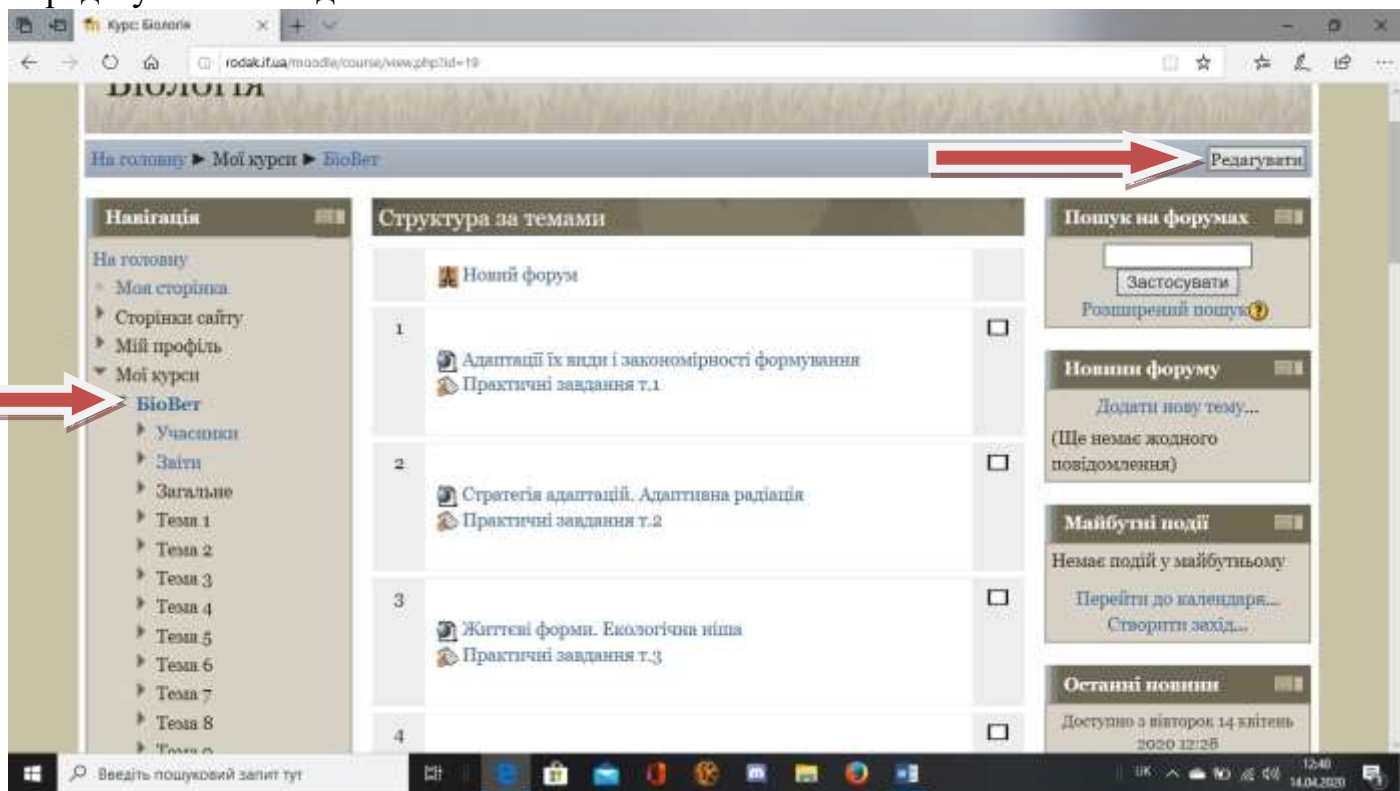 Курс: Біологія
rodak.if.ua/moodle/course/view.php?id=19
БІОЛОГІЯ
На головну ► Мої курси ► БіоВет
Редагувати
Навігація
На головну
Моя сторінка
Сторінки сайту
Мій профіль
Мої курси
БіоВет
Учасники
Звіти
Загальне
Тема 1
Тема 2
Тема 3
Тема 4
Тема 5
Тема 6
Тема 7
Тема 8
Тема 9
Структура за темами
Новий форум
1
Адаптації їх види і закономірності формування
Практичні завдання т.1
2
Стратегія адаптацій. Адаптивна радіація
Практичні завдання т.2
3
Життєві форми. Екологічна ніша
Практичні завдання т.3
4
Пошук на форумах
Застосувати
Розширений пошук
Новини форуму
Додати нову тему...
(Ще немає жодного
повідомлення)
Майбутні події
Немає подій у майбутньому
Перейти до календаря...
Створити захід...
Останні новини
Доступно з вівторок 14 квітень
2020 12:28
Введіть пошуковий запит тут
UK
12:40
14.04.2020